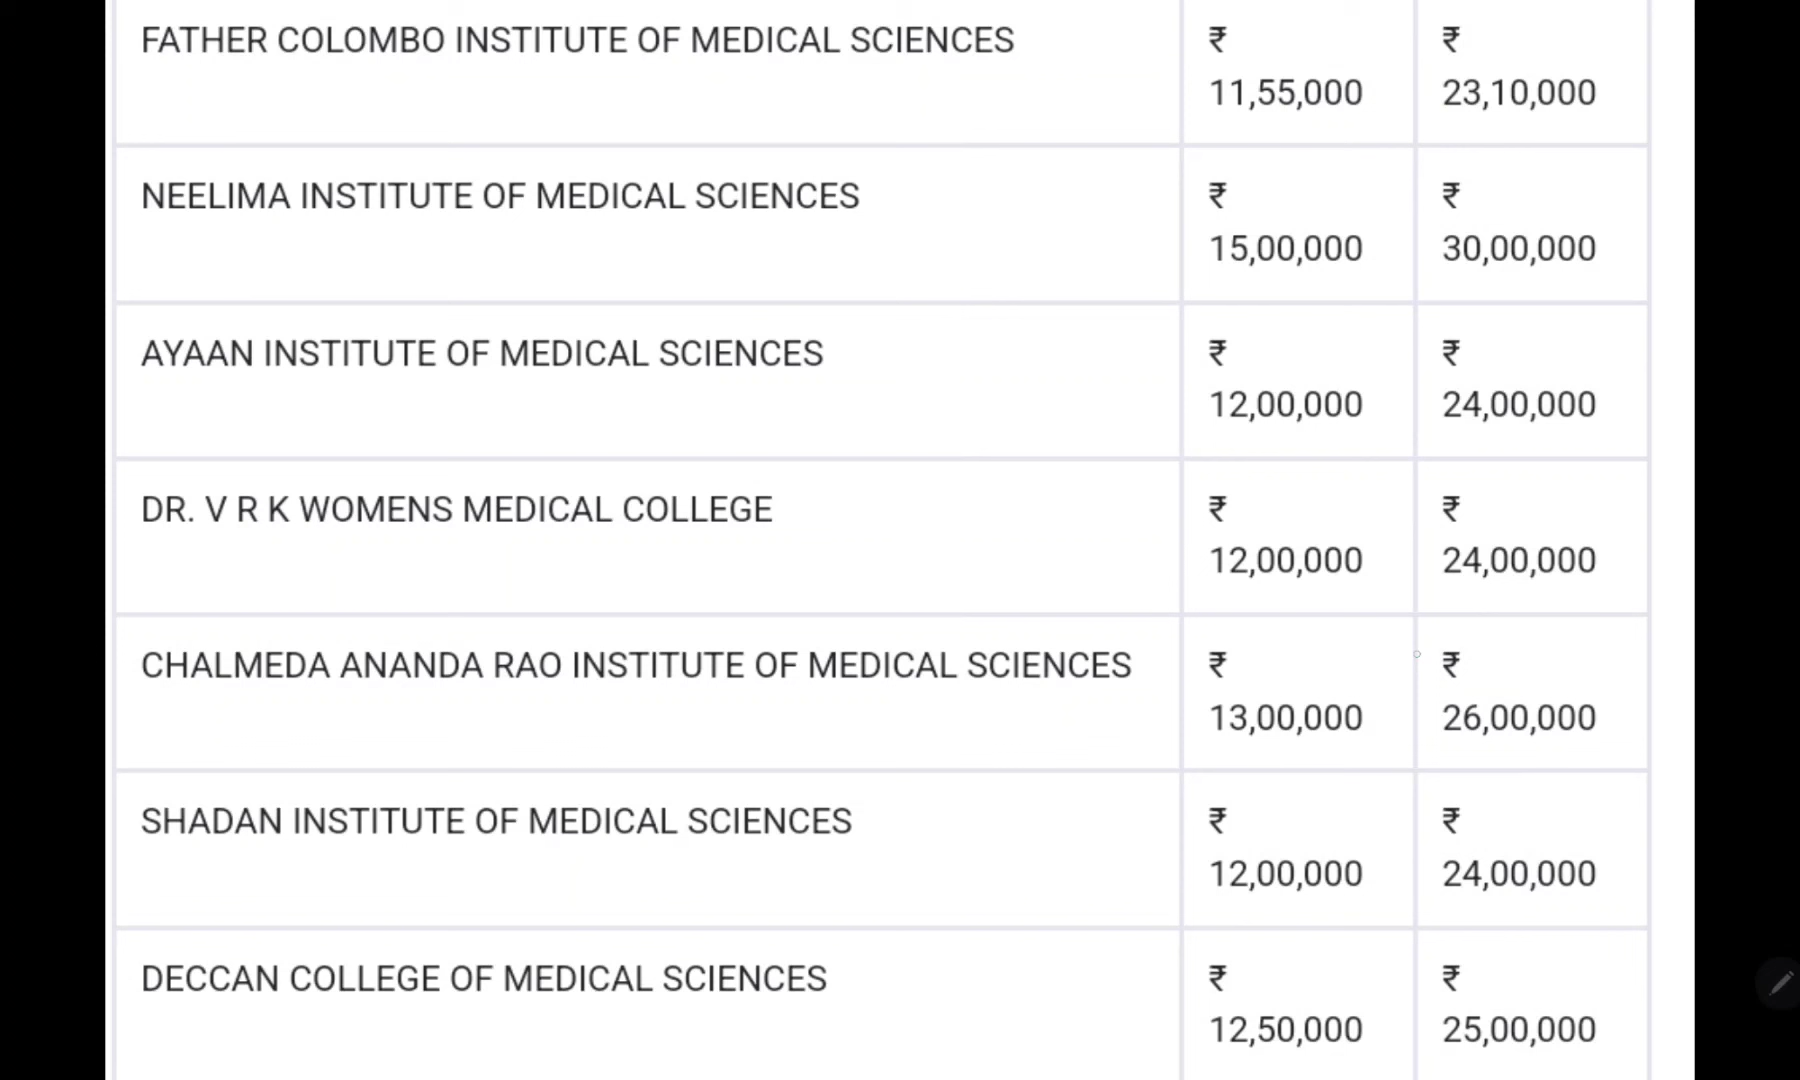 FATHER COLOMBO INSTITUTE OF MEDICAL SCIENCES ₹ ₹
11,55,000 23,10,000
NEELIMA INSTITUTE OF MEDICAL SCIENCES ₹ ₹
15,00,000 30,00,000
AYAAN INSTITUTE OF MEDICAL SCIENCES ₹ ₹
12,00,000 24,00,000
DR. V R K WOMENS MEDICAL COLLEGE ₹ ₹
12,00,000 24,00,000
CHALMEDA ANANDA RAO INSTITUTE OF MEDICAL SCIENCES ₹ ₹
13,00,000 26,00,000
SHADAN INSTITUTE OF MEDICAL SCIENCES ₹ ₹
12,00,000 24,00,000
DECCAN COLLEGE OF MEDICAL SCIENCES ₹ ₹
12,50,000 25,00,000